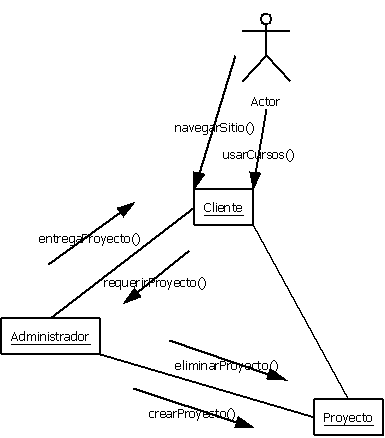 Actor
navegarSitio()
usarCursos()
Cliente
entregaProyecto()
requerirProyecto()
Administrador
eliminarProyecto()
crearProyecto()
Proyecto